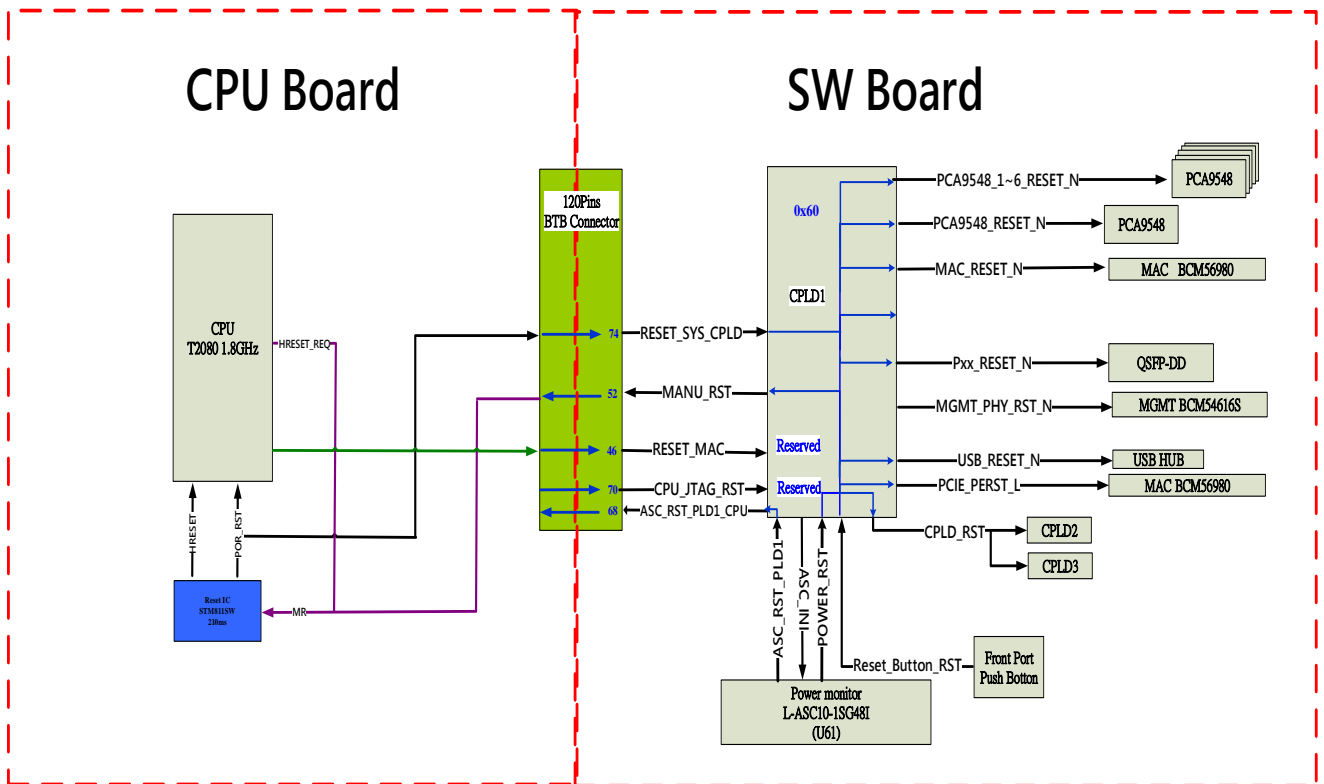 CPU Board
SW Board
120Pins
BTB Connector
CPU
T2080 1.8GHz
HRESET_REQ
HRESET
POR_RST
Reset IC
STM811SW
210ms
MR
74
52
46
70
68
RESET_SYS_CPLD
MANU_RST
RESET_MAC
CPU_JTAG_RST
ASC_RST_PLD1_CPU
0x60
CPLD1
Reserved
Reserved
PCA9548_1~6_RESET_N
PCA9548
PCA9548_RESET_N
PCA9548
MAC_RESET_N
MAC BCM56980
Pxx_RESET_N
QSFP-DD
MGMT_PHY_RST_N
MGMT BCM54616S
USB_RESET_N
USB HUB
PCIE_PERST_L
MAC BCM56980
CPLD_RST
CPLD2
CPLD3
ASC_RST_PLD1
ASC_INI
POWER_RST
Reset_Button_RST
Front Port
Push Botton
Power monitor
L-ASC10-1SG48I
(U61)